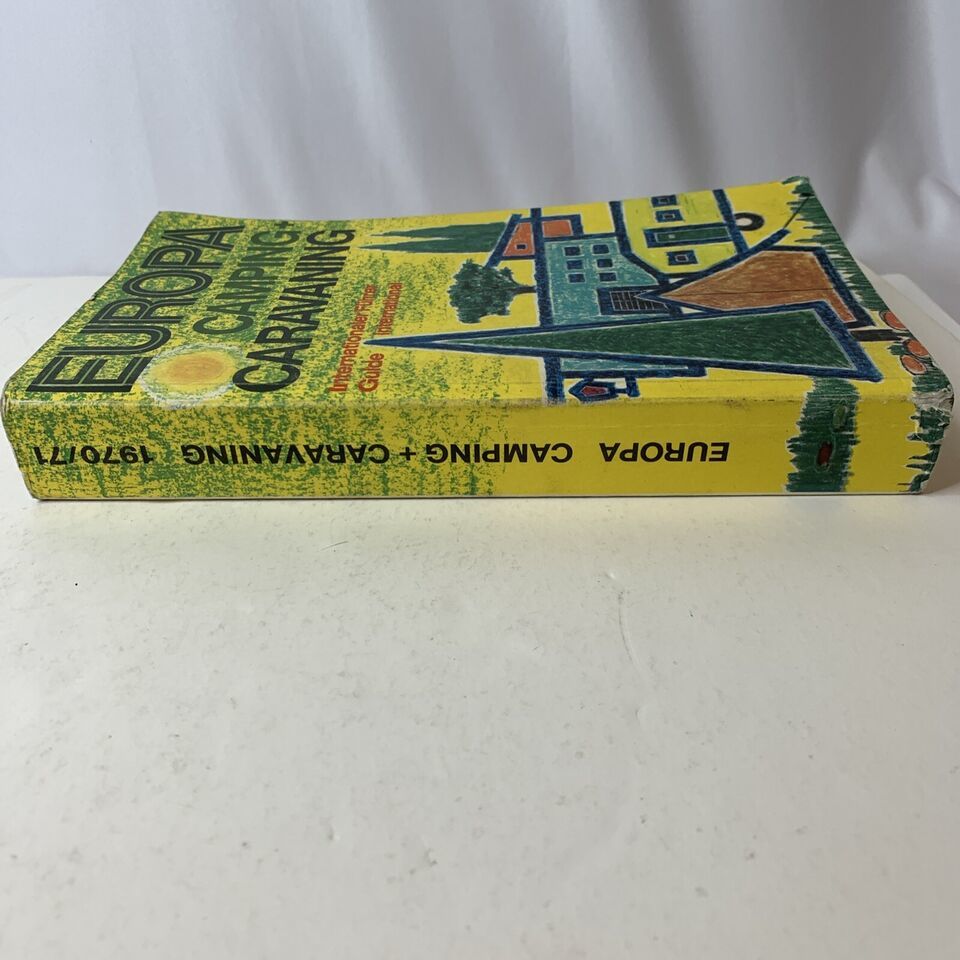 EUROPA
CAMPING+
CARAVANING
Internationaler Führer
Guide International
EUROPA CAMPING + CARAVANING 1970/71